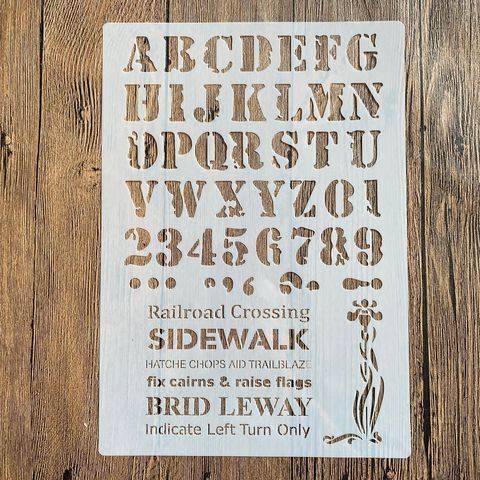 ABCDEFG
HIJKLMN
OPQRSTU
VWXYZ01
23456789
Railroad Crossing
SIDEWALK
HATCHE CHOPS AID TRAILBLAZE
fix cairns & raise flags
BRID LEWAY
Indicate Left Turn Only